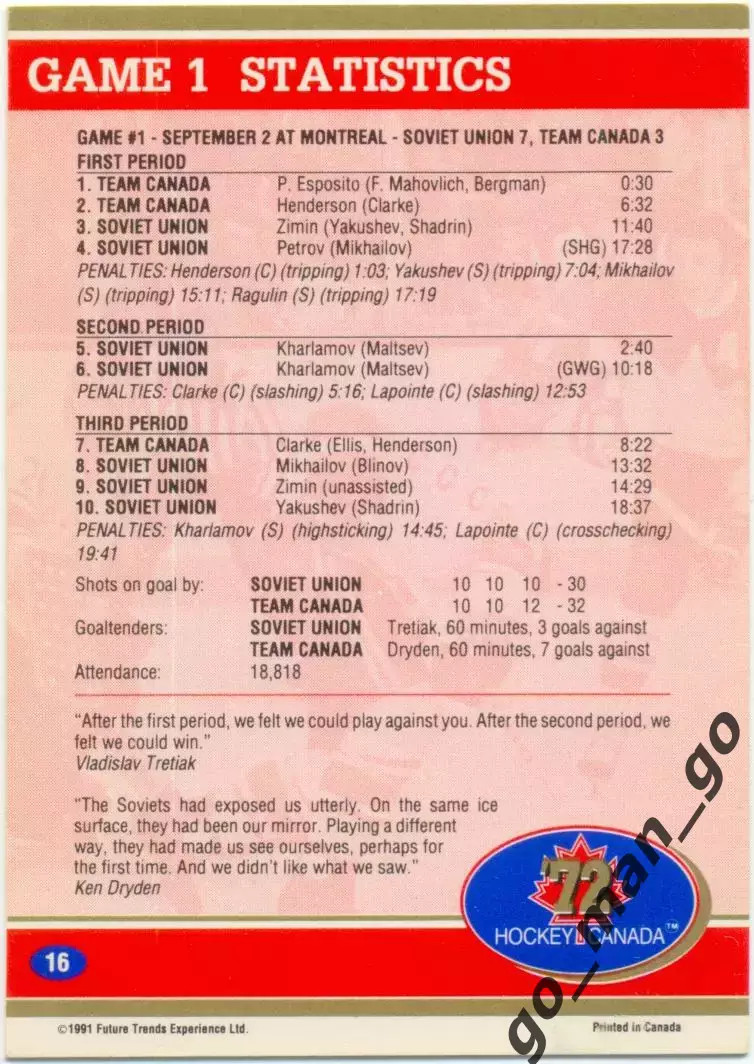 GAME 1 STATISTICS
GAME #1 - SEPTEMBER 2 AT MONTREAL - SOVIET UNION 7, TEAM CANADA 3
FIRST PERIOD
1. TEAM CANADA P. Esposito (F. Mahovlich, Bergman) 0:30
2. TEAM CANADA Henderson (Clarke) 6:32
3. SOVIET UNION Zimin (Yakushev, Shadrin) 11:40
4. SOVIET UNION Petrov (Mikhailov) (SHG) 17:28
PENALTIES: Henderson (C) (tripping) 1:03; Yakushev (S) (tripping) 7:04; Mikhailov
(S) (tripping) 15:11; Ragulin (S) (tripping) 17:19
SECOND PERIOD
5. SOVIET UNION Kharlamov (Maltsev) 2:40
6. SOVIET UNION Kharlamov (Maltsev) (GWG) 10:18
PENALTIES: Clarke (C) (slashing) 5:16; Lapointe (C) (slashing) 12:53
THIRD PERIOD
7. TEAM CANADA Clarke (Ellis, Henderson) 8:22
8. SOVIET UNION Mikhailov (Blinov) 13:32
9. SOVIET UNION Zimin (unassisted) 14:29
10. SOVIET UNION Yakushev (Shadrin) 18:37
PENALTIES: Kharlamov (S) (highsticking) 14:45; Lapointe (C) (crosschecking)
19:41
Shots on goal by: SOVIET UNION 10 10 10 - 30
TEAM CANADA 10 10 12 - 32
Goaltenders: SOVIET UNION Tretiak, 60 minutes, 3 goals against
TEAM CANADA Dryden, 60 minutes, 7 goals against
Attendance: 18,818
"After the first period, we felt we could play against you. After the second period, we
felt we could win."
Vladislav Tretiak
"The Soviets had exposed us utterly. On the same ice
surface, they had been our mirror. Playing a different
way, they had made us see ourselves, perhaps for
the first time. And we didn't like what we saw."
Ken Dryden
'72
HOCKEY CANADA™
16
©1991 Future Trends Experience Ltd.
Printed in Canada
go_man_go